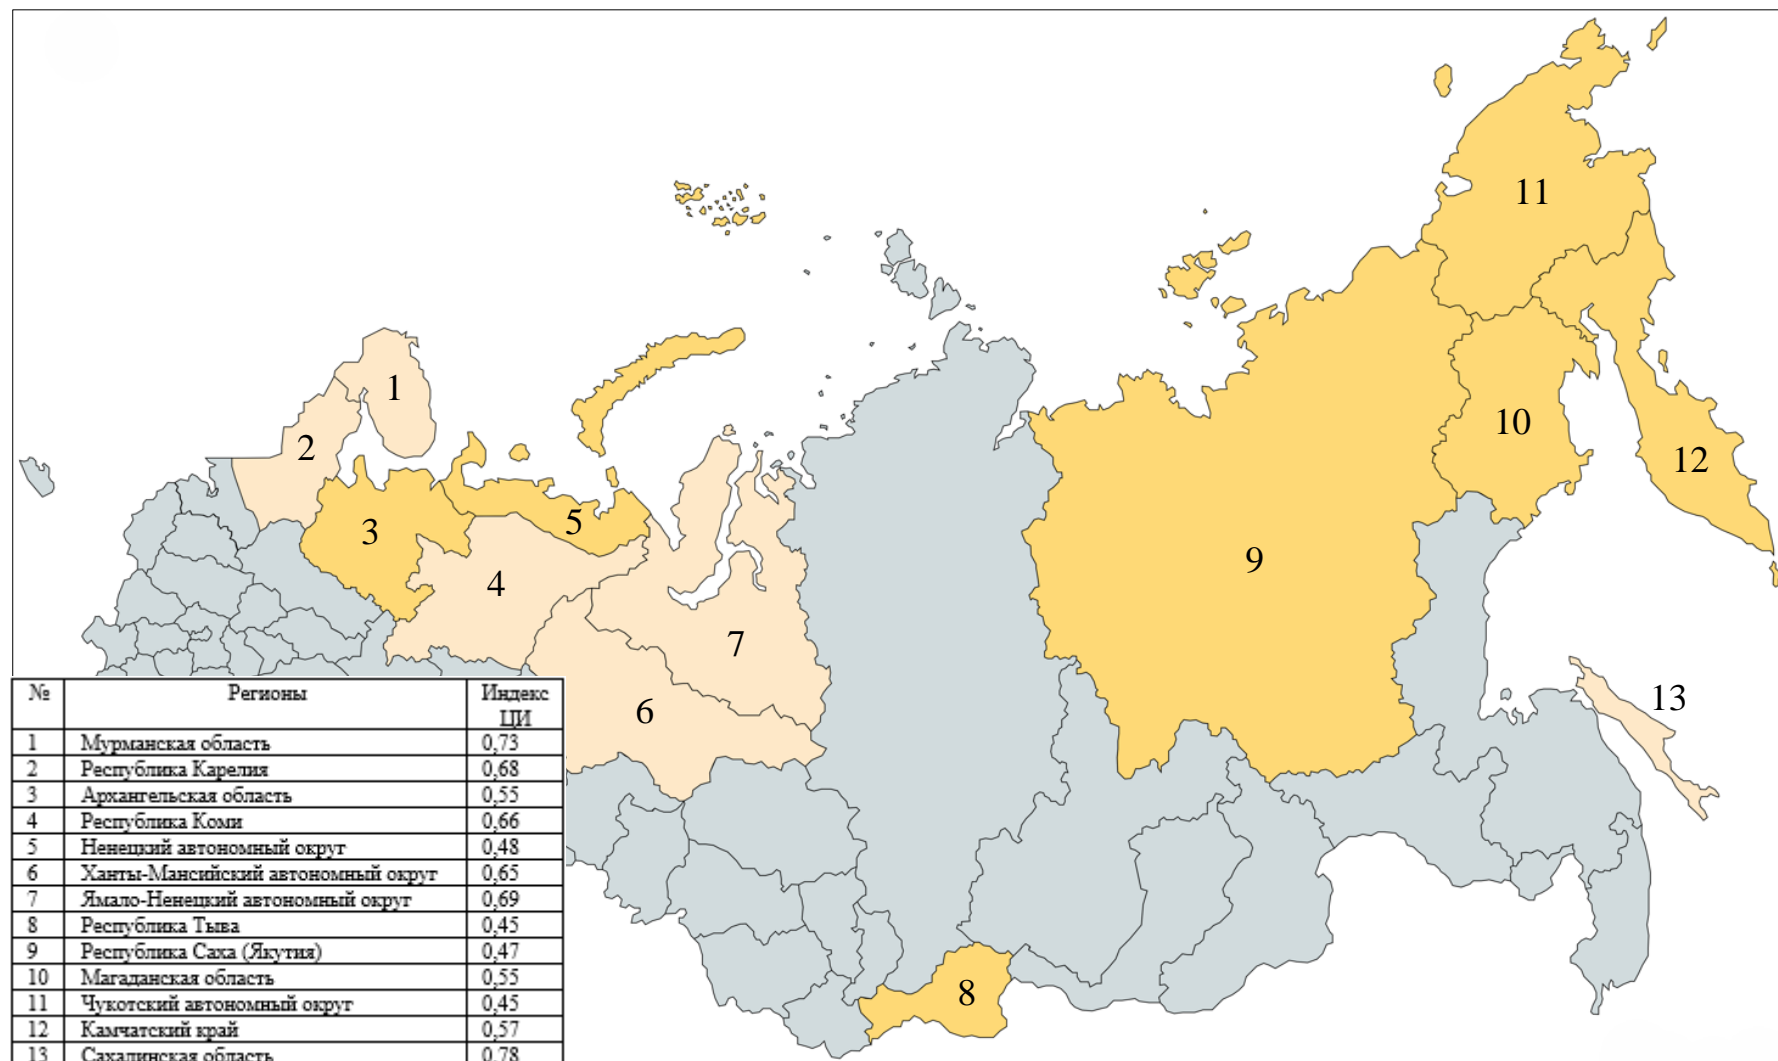 11
1
2
10
12
3
5
9
4
7
13
6
8
№ Регионы Индекс
ЦИ
1 Мурманская область 0,73
2 Республика Карелия 0,68
3 Архангельская область 0,55
4 Республика Коми 0,66
5 Ненецкий автономный округ 0,48
6 Ханты-Мансийский автономный округ 0,65
7 Ямало-Ненецкий автономный округ 0,69
8 Республика Тыва 0,45
9 Республика Саха (Якутия) 0,47
10 Магаданская область 0,55
11 Чукотский автономный округ 0,45
12 Камчатский край 0,57
13 Сахалинская область 0,78